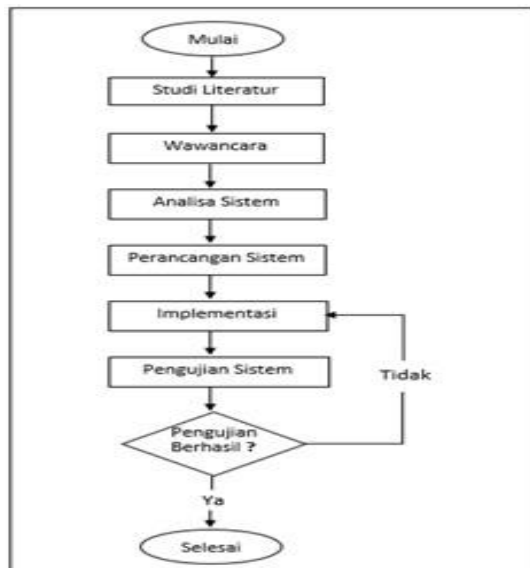 Mulai
Studi Literatur
Wawancara
Analisa Sistem
Perancangan Sistem
Implementasi
Pengujian Sistem
Tidak
Pengujian
Berhasil ?
Ya
Selesai